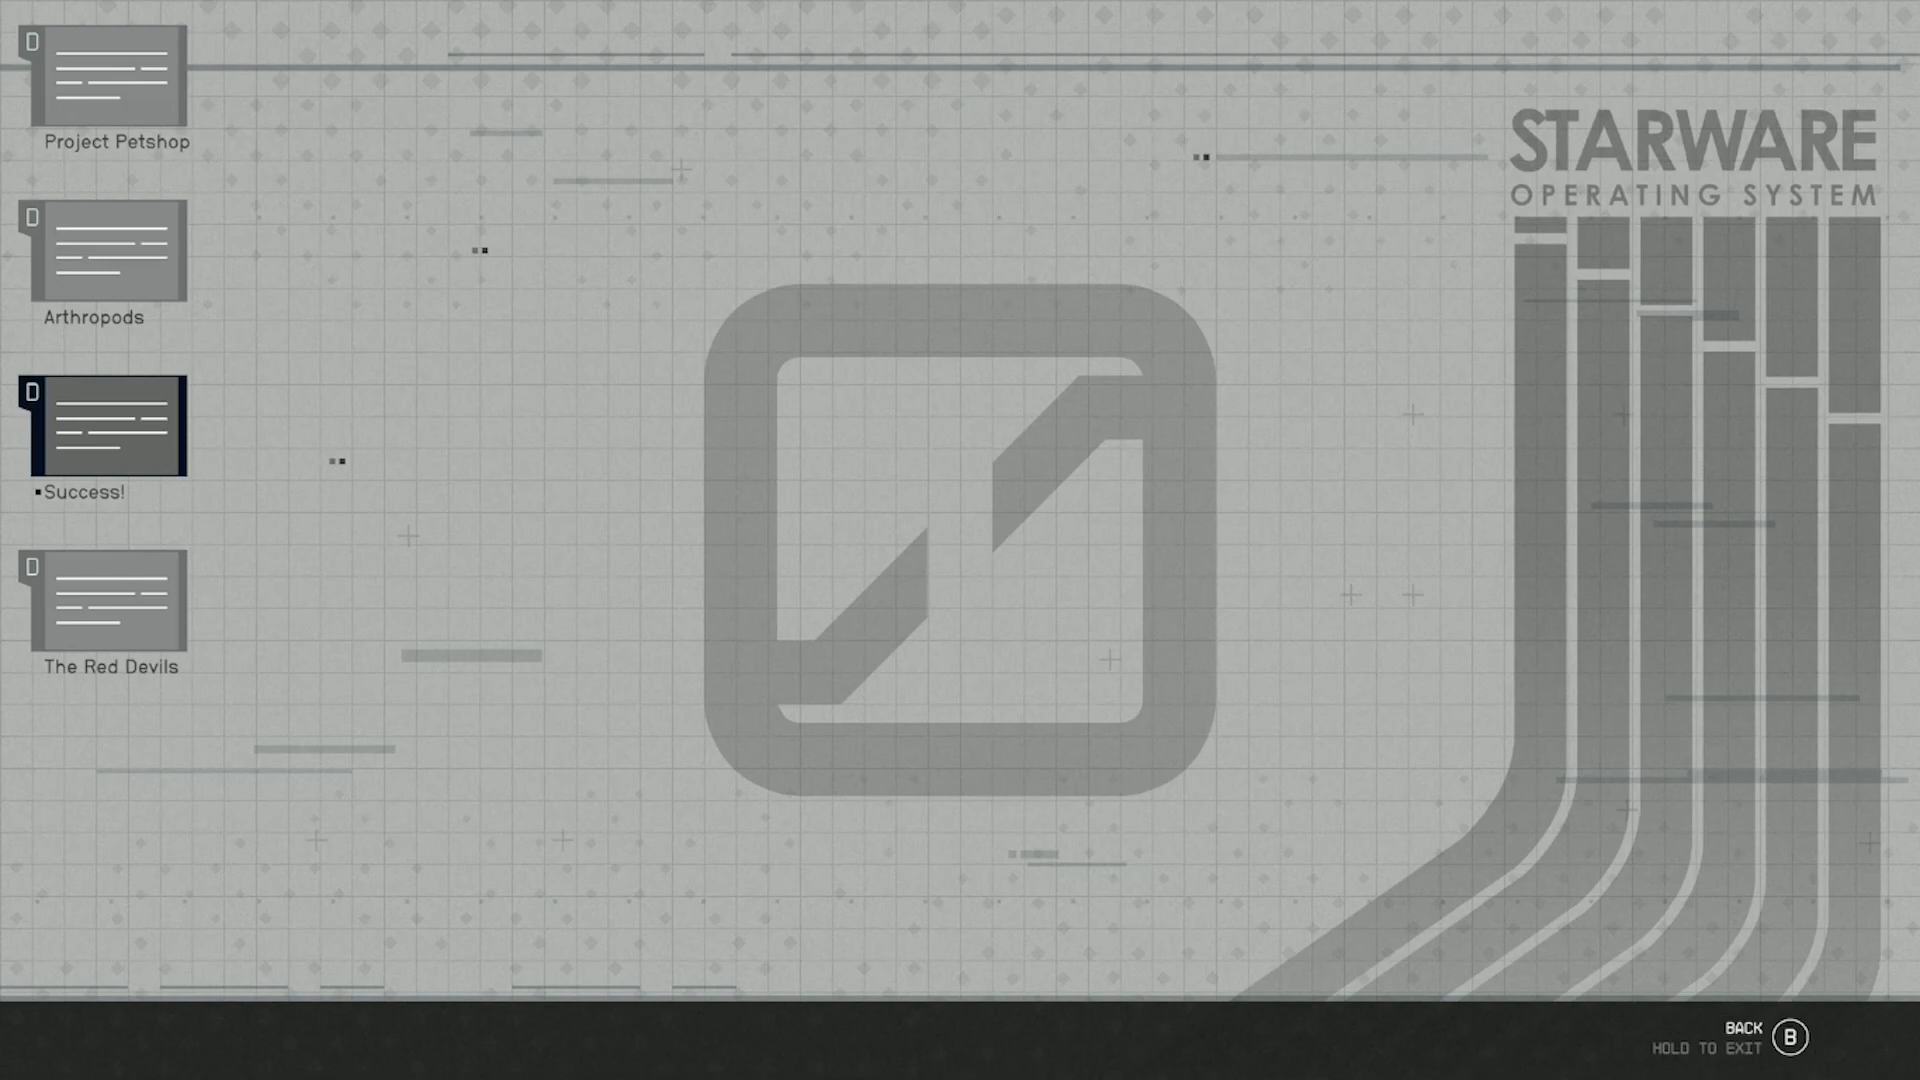 D
Project Petshop
D
Arthropods
D
Success!
D
The Red Devils
STARWARE
OPERATING SYSTEM
BACK
HOLD TO EXIT
B